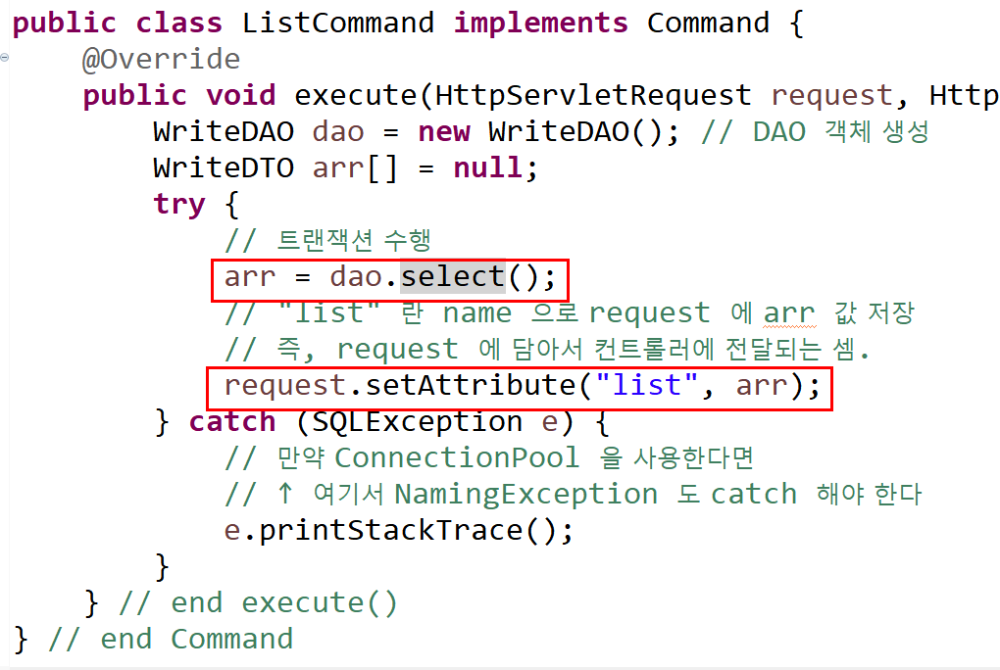 public class ListCommand implements Command {
@Override
public void execute(HttpServletRequest request, Http
WriteDAO dao = new WriteDAO(); // DAO 객체 생성
WriteDTO arr[] = null;
try {
// 트랜잭션 수행
arr = dao.select();
// "list" 란 name 으로 request 에 arr 값 저장
// 즉, request 에 담아서 컨트롤러에 전달되는 셈.
request.setAttribute("list", arr);
} catch (SQLException e) {
// 만약 ConnectionPool 을 사용한다면
// ↑ 여기서 NamingException 도 catch 해야 한다
e.printStackTrace();
}
} // end execute()
} // end Command